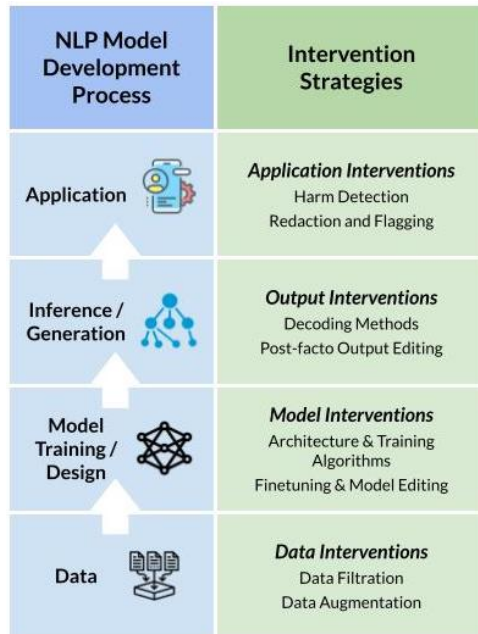 NLP Model
Development
Process
Intervention
Strategies
Application
Application Interventions
Harm Detection
Redaction and Flagging
Inference /
Generation
Output Interventions
Decoding Methods
Post-facto Output Editing
Model
Training /
Design
Model Interventions
Architecture & Training
Algorithms
Finetuning & Model Editing
Data
Data Interventions
Data Filtration
Data Augmentation